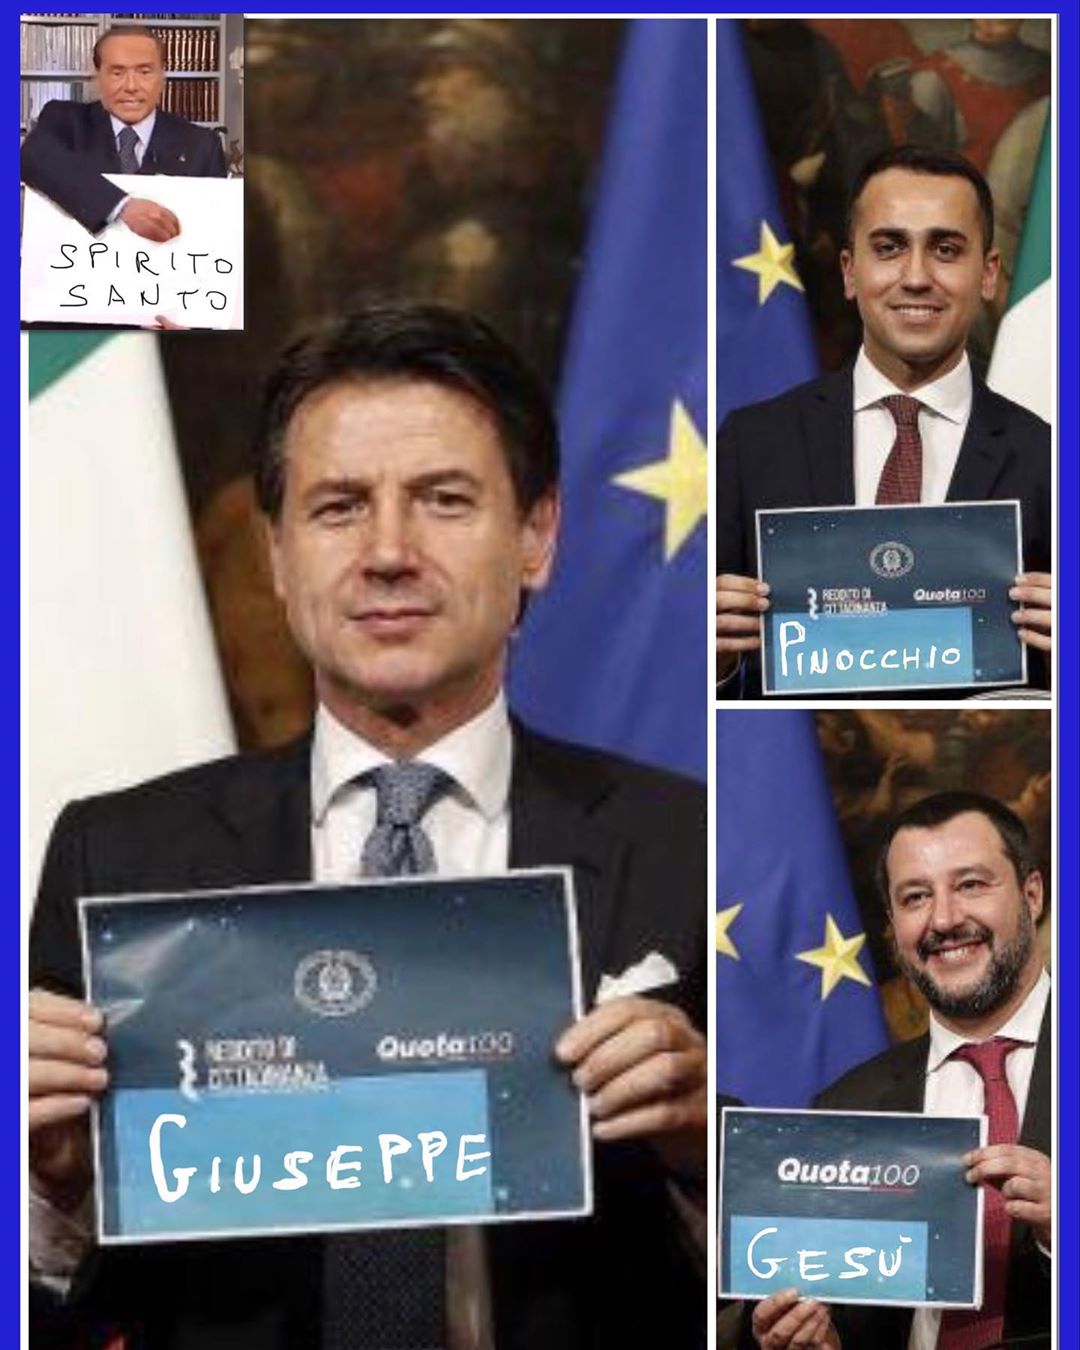 SPIRITO
SANTO
REDDITO DI
CITTADINANZA
Quota100
GIUSEPPE
REDDITO DI
CITTADINANZA
Quota100
PINOCCHIO
Quota100
GESÙ